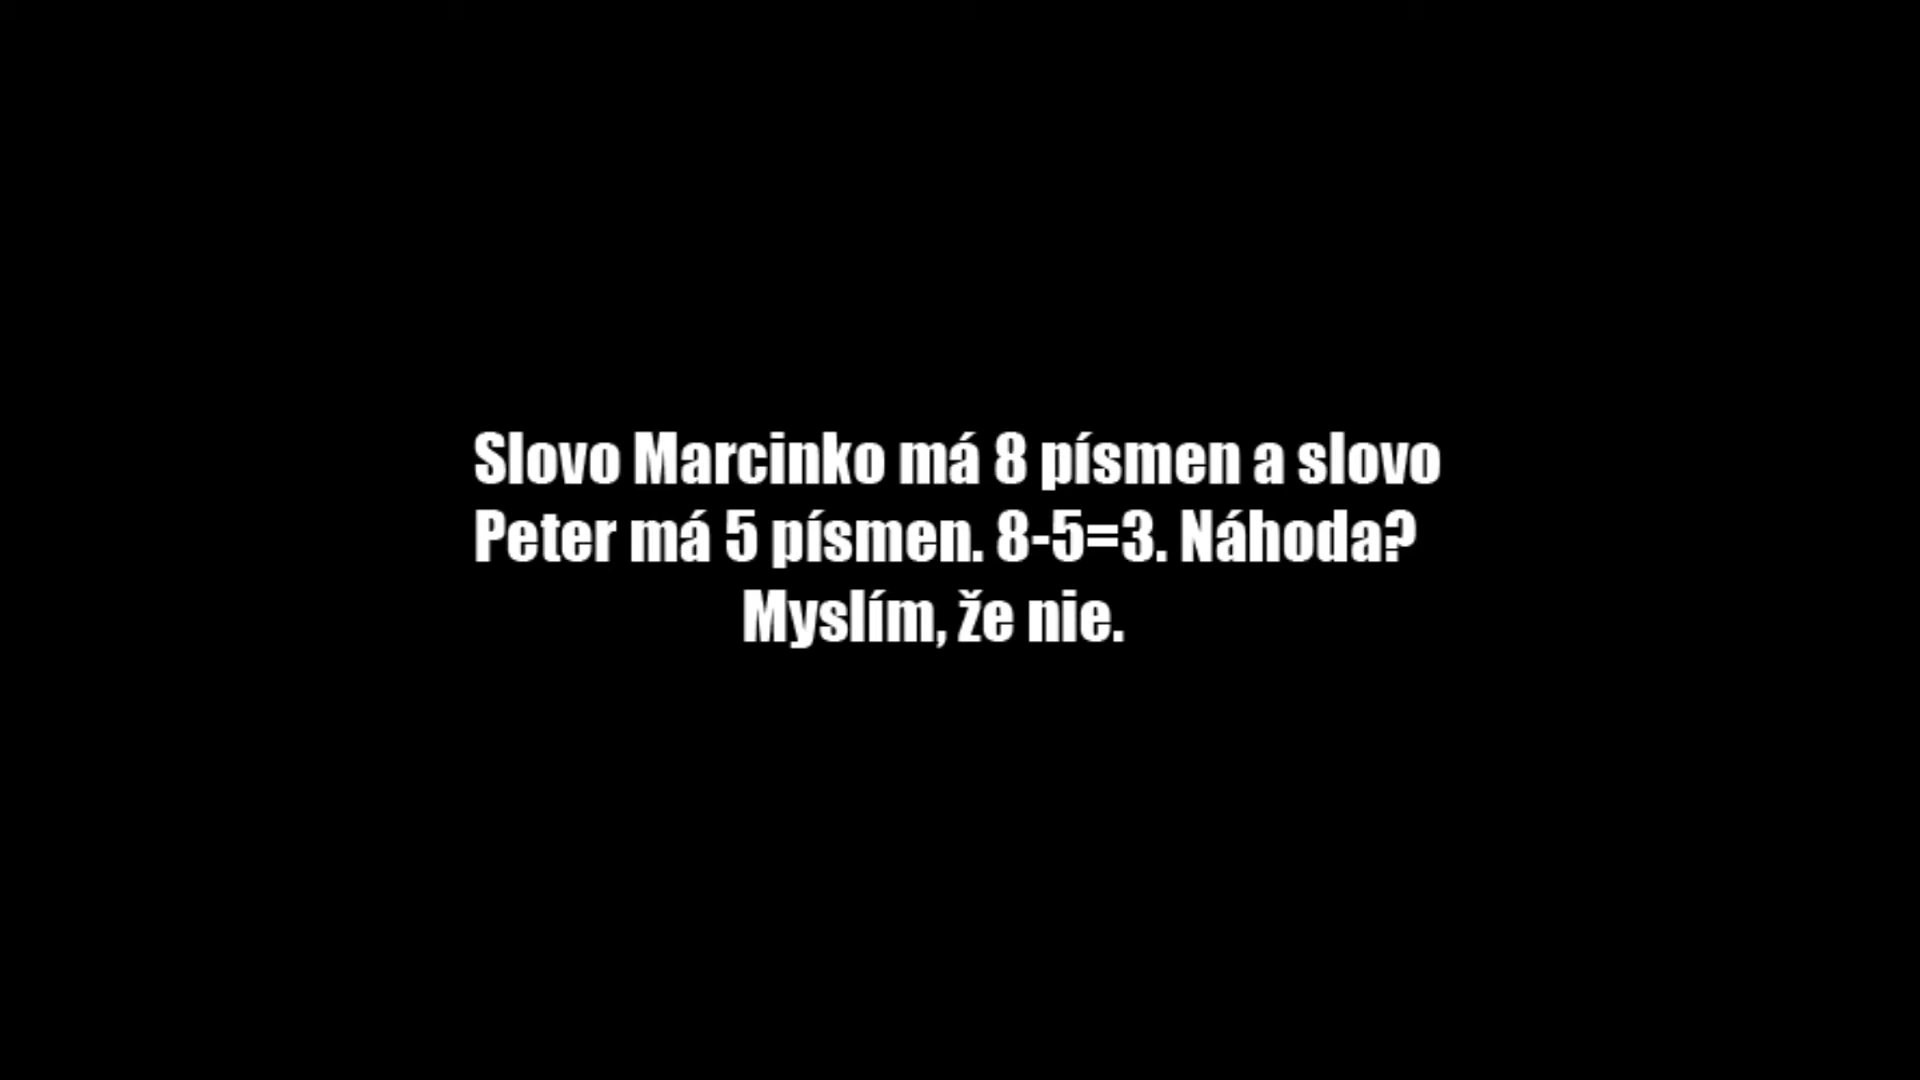 Slovo Marcinko má 8 písmen a slovo
Peter má 5 písmen. 8-5=3. Náhoda?
Myslím, že nie.